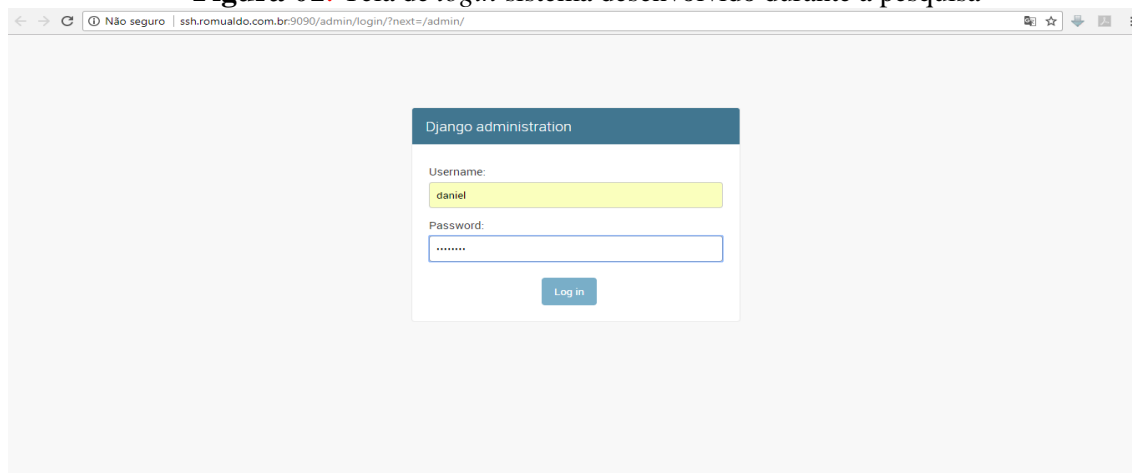 Tela de login sistema desenvolvido durante a pesquisa
Não seguro | ssh.romualdo.com.br:9090/admin/login/?next=/admin/
Django administration
Username:
daniel
Password:
••••••••
Log in